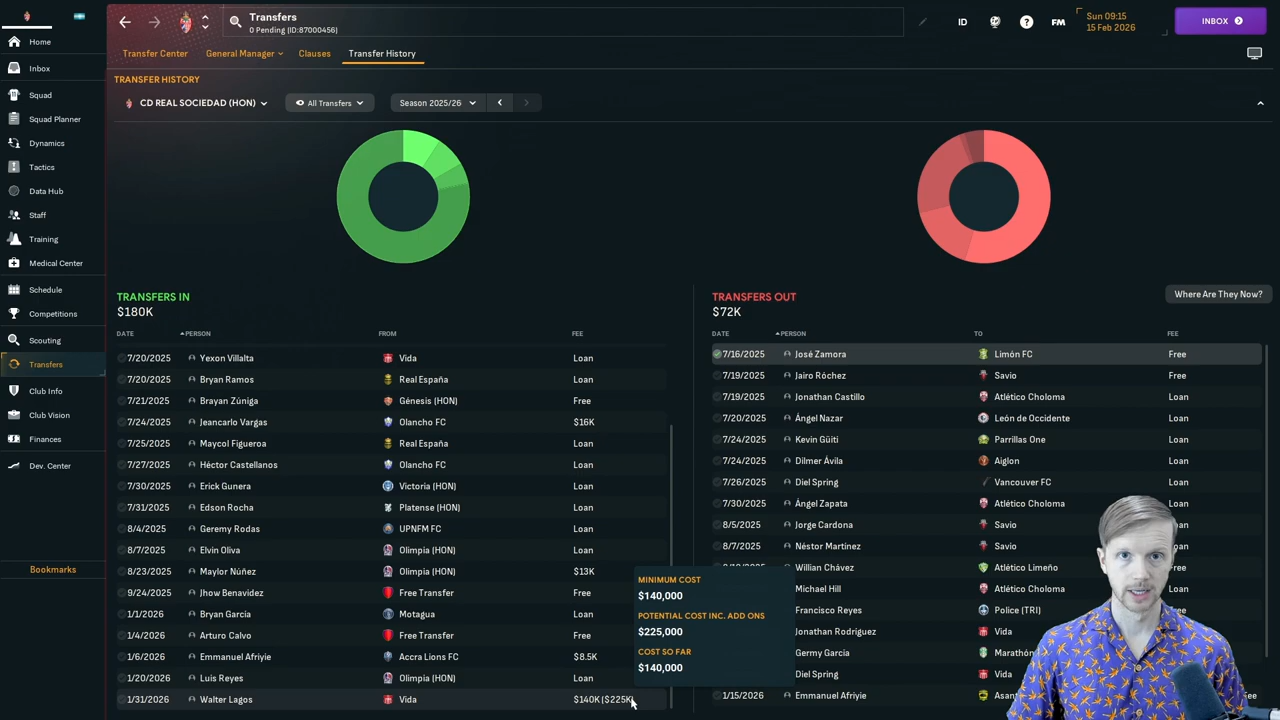 Transfers
0 Pending (ID:87000456)
ID
FM
Sun 09:15
15 Feb 2026
INBOX
Home
Inbox
Squad
Squad Planner
Dynamics
Tactics
Data Hub
Staff
Training
Medical Center
Schedule
Competitions
Scouting
Transfers
Club Info
Club Vision
Finances
Dev. Center
Bookmarks
Transfer Center
General Manager
Clauses
Transfer History
TRANSFER HISTORY
CD REAL SOCIEDAD (HON)
All Transfers
Season 2025/26
TRANSFERS IN
$180K
DATE PERSON FROM FEE
7/20/2025 Yexon Villalta Vida Loan
7/20/2025 Bryan Ramos Real España Loan
7/21/2025 Brayan Zúniga Génesis (HON) Free
7/24/2025 Jeancarlo Vargas Olancho FC $16K
7/25/2025 Maycol Figueroa Real España Loan
7/27/2025 Héctor Castellanos Olancho FC Loan
7/30/2025 Erick Gunera Victoria (HON) Loan
7/31/2025 Edson Rocha Platense (HON) Loan
8/4/2025 Geremy Rodas UPNFM FC Loan
8/7/2025 Elvin Oliva Olimpia (HON) Loan
8/23/2025 Maylor Núñez Olimpia (HON) $13K
9/24/2025 Jhow Benavidez Free Transfer Free
1/1/2026 Bryan García Motagua Loan
1/4/2026 Arturo Calvo Free Transfer Free
1/6/2026 Emmanuel Afriyie Accra Lions FC $8.5K
1/20/2026 Luis Reyes Olimpia (HON) Loan
1/31/2026 Walter Lagos Vida $140K ($225K)
MINIMUM COST
$140,000
POTENTIAL COST INC. ADD ONS
$225,000
COST SO FAR
$140,000
TRANSFERS OUT
$72K
Where Are They Now?
DATE PERSON TO FEE
7/16/2025 José Zamora Limón FC Free
7/19/2025 Jairo Róchez Savio Free
7/19/2025 Jonathan Castillo Atlético Choloma Loan
7/20/2025 Ángel Nazar León de Occidente Loan
7/24/2025 Kevin Güiti Parrillas One Loan
7/24/2025 Dilmer Ávila Aiglon Loan
7/26/2025 Diel Spring Vancouver FC Loan
7/30/2025 Ángel Zapata Atlético Choloma Loan
8/5/2025 Jorge Cardona Savio
8/7/2025 Néstor Martínez Savio
Willian Chávez Atlético Limeño
Michael Hill Atlético Choloma
Francisco Reyes Police (TRI)
Jonathan Rodríguez Vida
Germy García
Diel Spring Vida
1/15/2026 Emmanuel Afriyie